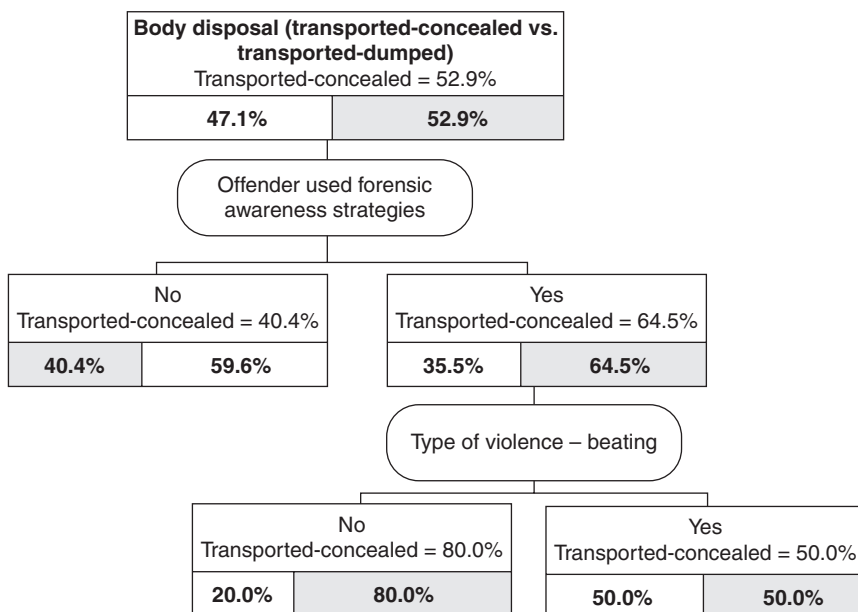 Body disposal (transported-concealed vs.
transported-dumped)
Transported-concealed = 52.9%
47.1% 52.9%
Offender used forensic
awareness strategies
No
Transported-concealed = 40.4%
40.4% 59.6%
Yes
Transported-concealed = 64.5%
35.5% 64.5%
Type of violence – beating
No
Transported-concealed = 80.0%
20.0% 80.0%
Yes
Transported-concealed = 50.0%
50.0% 50.0%